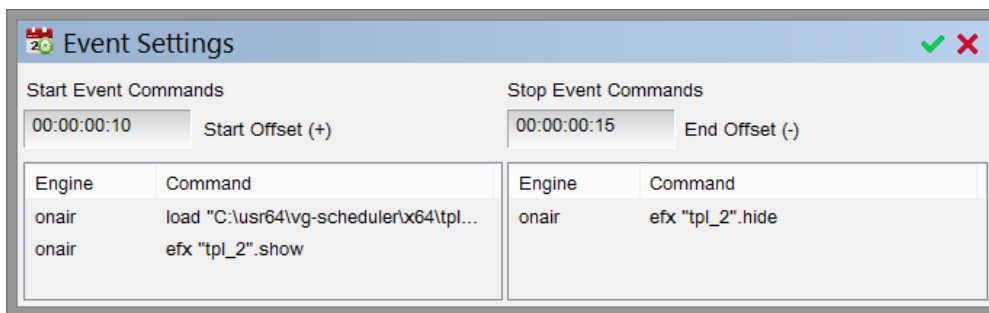 Event Settings
Start Event Commands
00:00:00:10 Start Offset (+)
Engine Command
onair load "C:\usr64\vg-scheduler\x64\tpl...
onair efx "tpl_2".show
Stop Event Commands
00:00:00:15 End Offset (-)
Engine Command
onair efx "tpl_2".hide